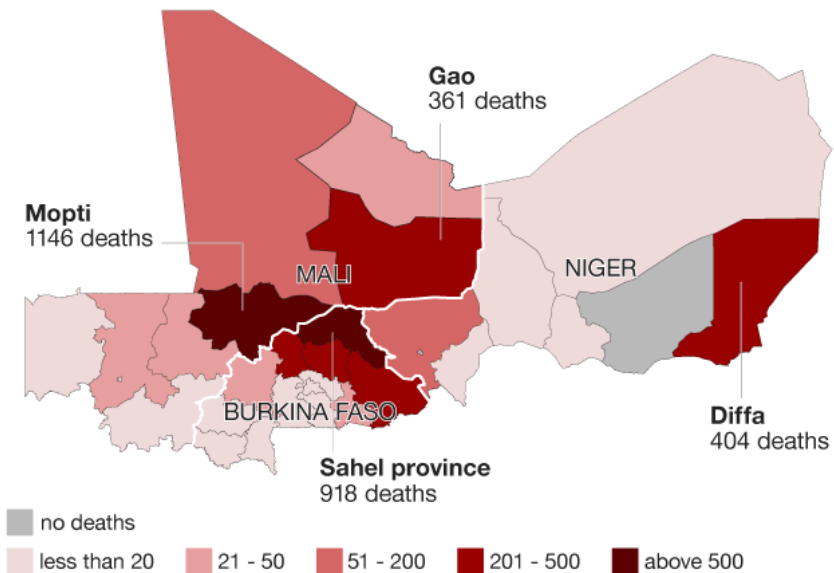 Gao
361 deaths
Mopti
1146 deaths
MALI
NIGER
BURKINA FASO
Diffa
404 deaths
Sahel province
918 deaths
no deaths
less than 20
21 - 50
51 - 200
201 - 500
above 500